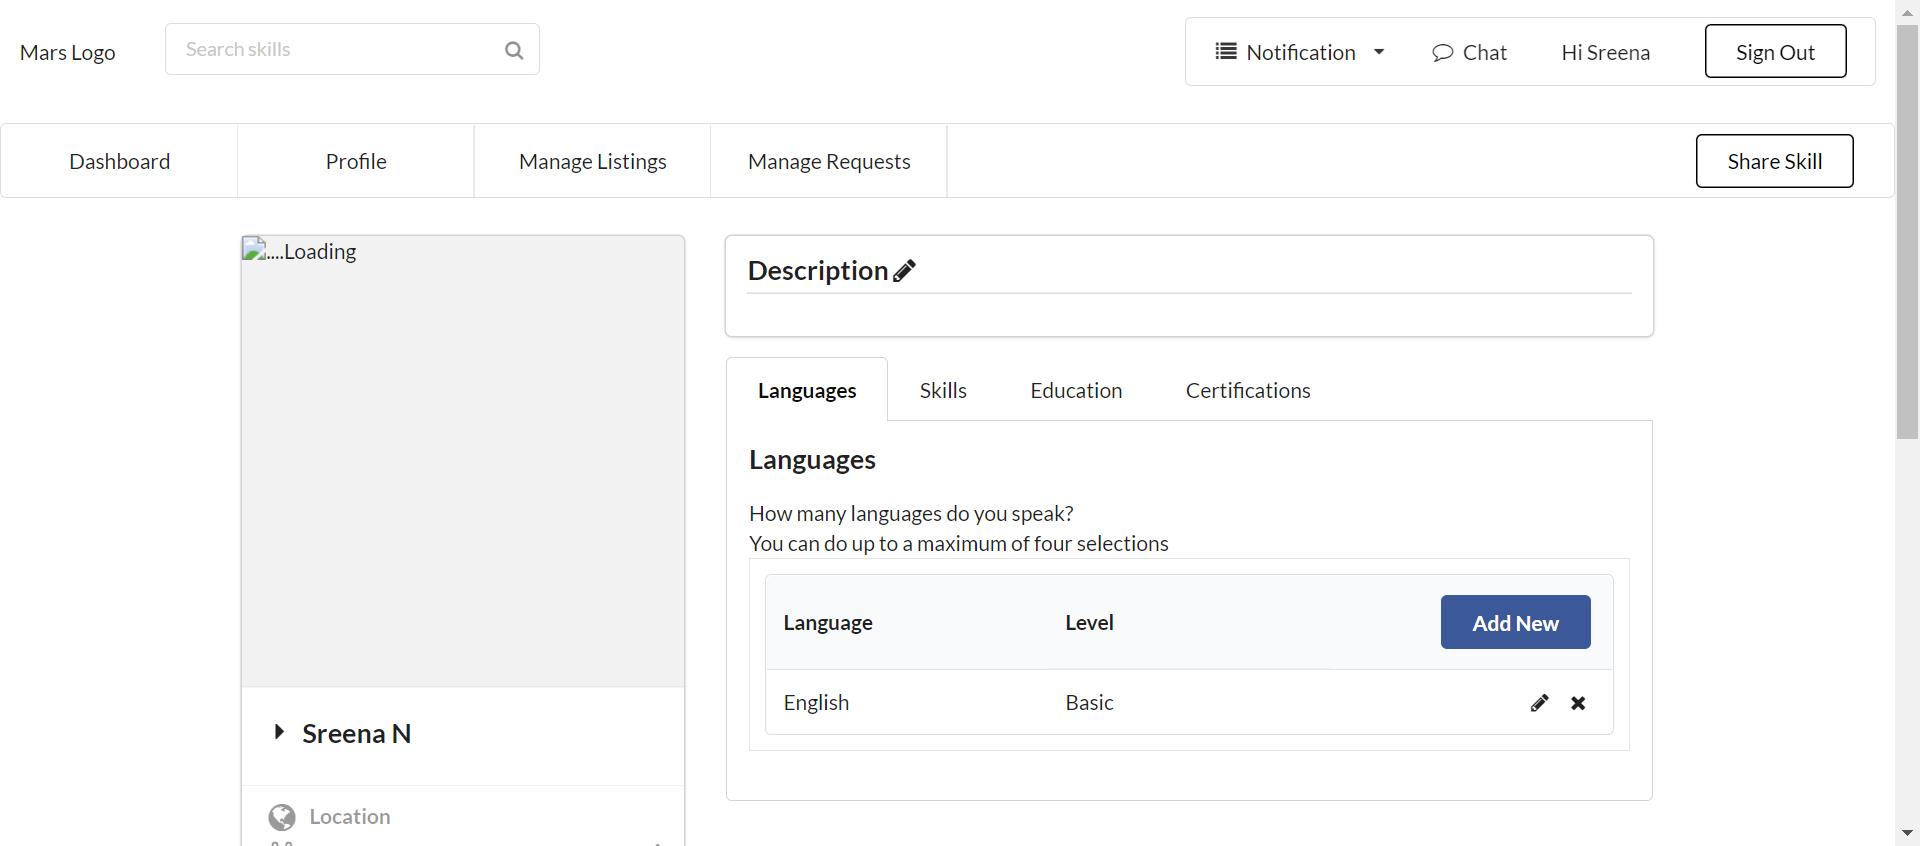 Mars Logo
Search skills
Notification
Chat
Hi Sreena
Sign Out
Dashboard
Profile
Manage Listings
Manage Requests
Share Skill
....Loading
Description
Languages
Skills
Education
Certifications
Languages
How many languages do you speak?
You can do up to a maximum of four selections
Language
Level
Add New
English
Basic
Sreena N
Location